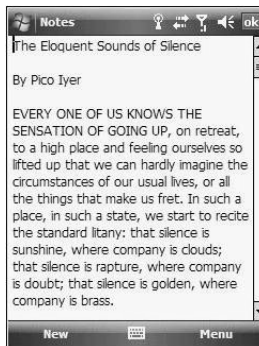 Notes
ok
The Eloquent Sounds of Silence
By Pico Iyer
EVERY ONE OF US KNOWS THE
SENSATION OF GOING UP, on retreat,
to a high place and feeling ourselves so
lifted up that we can hardly imagine the
circumstances of our usual lives, or all
the things that make us fret. In such a
place, in such a state, we start to recite
the standard litany: that silence is
sunshine, where company is clouds;
that silence is rapture, where company
is doubt; that silence is golden, where
company is brass.
New
Menu